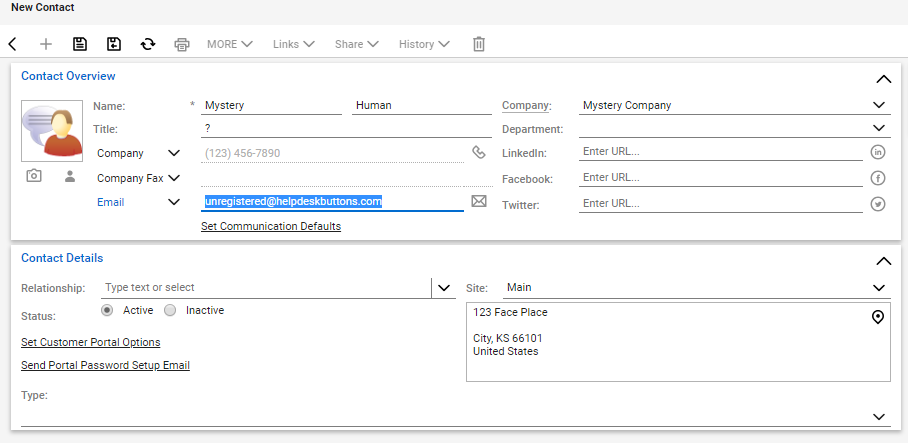 New Contact
MORE Links Share History
Contact Overview
Name: * Mystery Human
Title: ?
Company (123) 456-7890
Company Fax
Email unregistered@helpdeskbuttons.com
Set Communication Defaults
Company: Mystery Company
Department:
LinkedIn: Enter URL...
Facebook: Enter URL...
Twitter: Enter URL...
Contact Details
Relationship: Type text or select
Status: Active Inactive
Set Customer Portal Options
Send Portal Password Setup Email
Site: Main
123 Face Place
City, KS 66101
United States
Type: